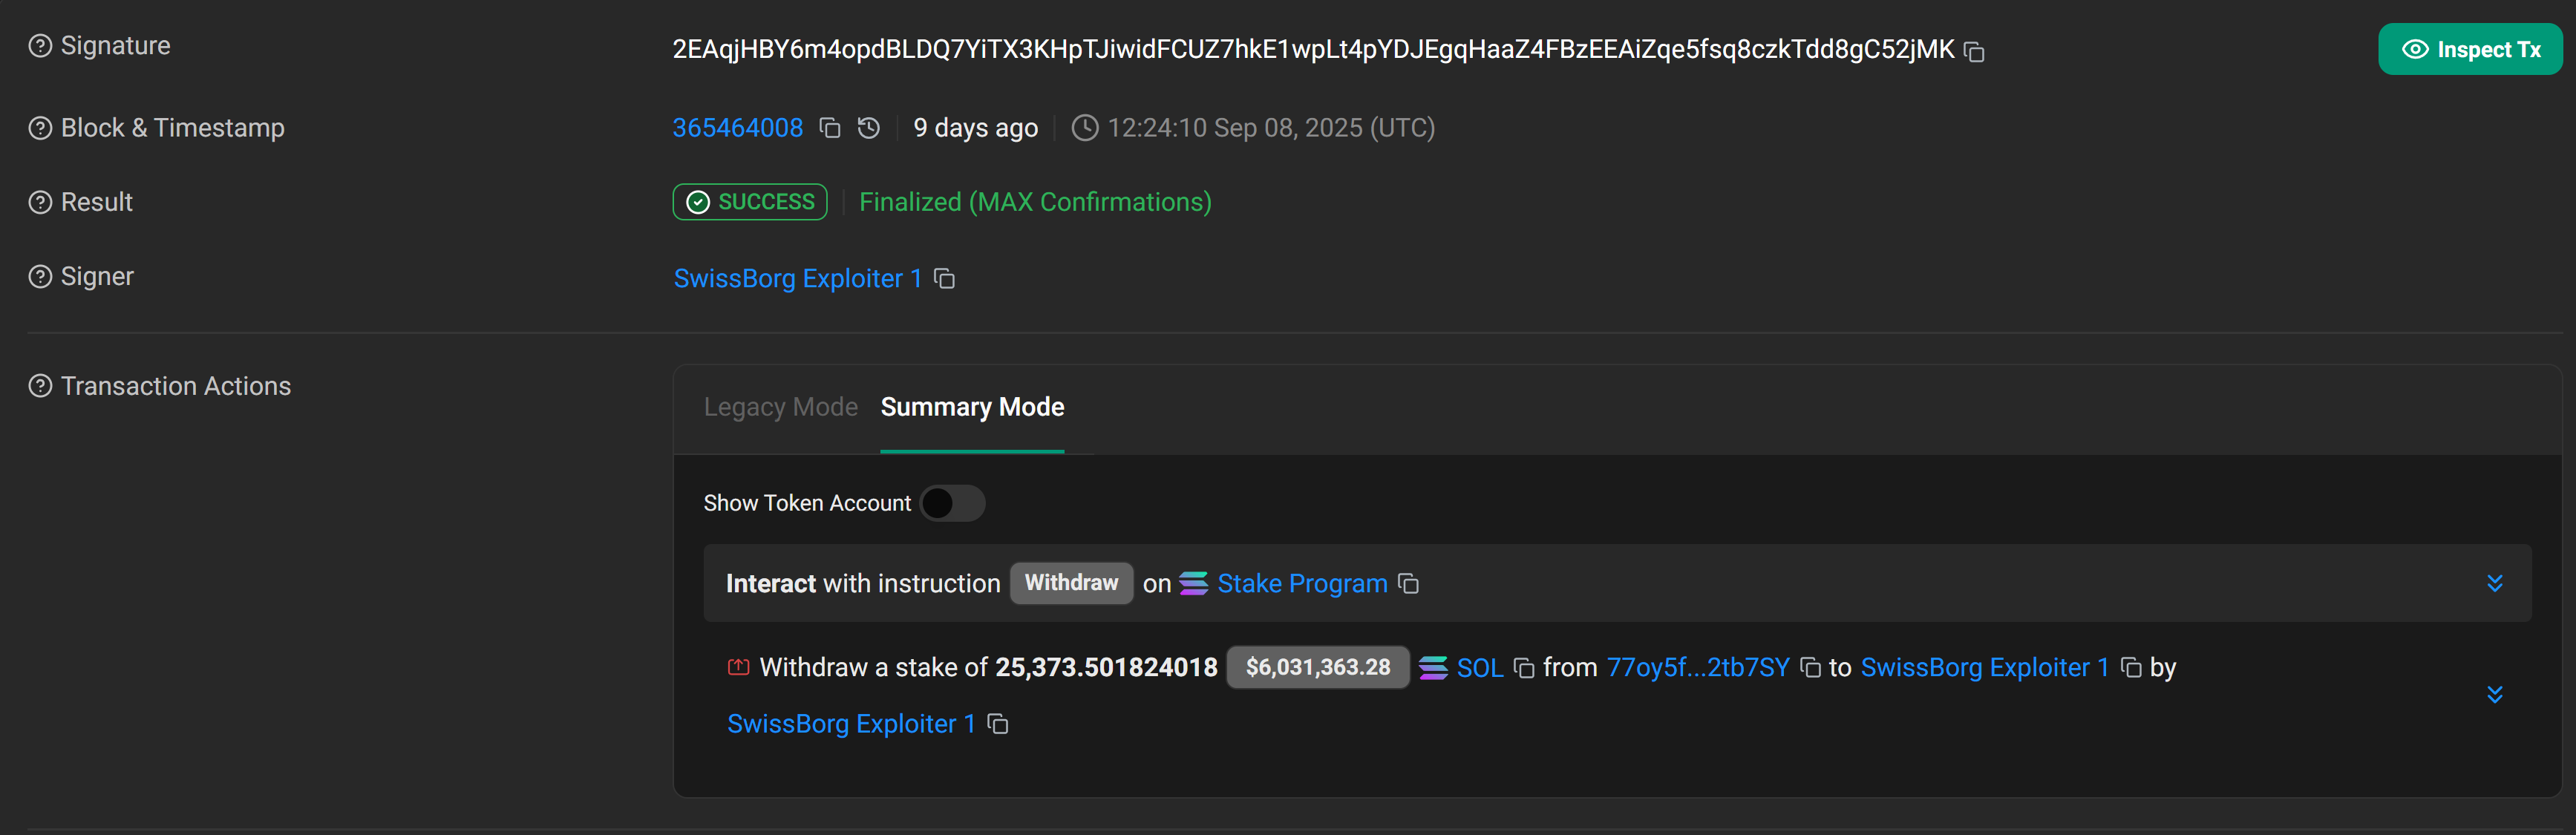 Signature 2EAqjHBY6m4opdBLDQ7YiTX3KHpTJiwidFCUZ7hkE1wpLt4pYDJEgqHaaZ4FBzEEAiZqe5fsq8czkTdd8gC52jMK Inspect Tx
Block & Timestamp 365464008 9 days ago 12:24:10 Sep 08, 2025 (UTC)
Result SUCCESS Finalized (MAX Confirmations)
Signer SwissBorg Exploiter 1
Transaction Actions
Legacy Mode Summary Mode
Show Token Account
Interact with instruction Withdraw on Stake Program
Withdraw a stake of 25,373.501824018 $6,031,363.28 SOL from 77oy5f...2tb7SY to SwissBorg Exploiter 1 by
SwissBorg Exploiter 1